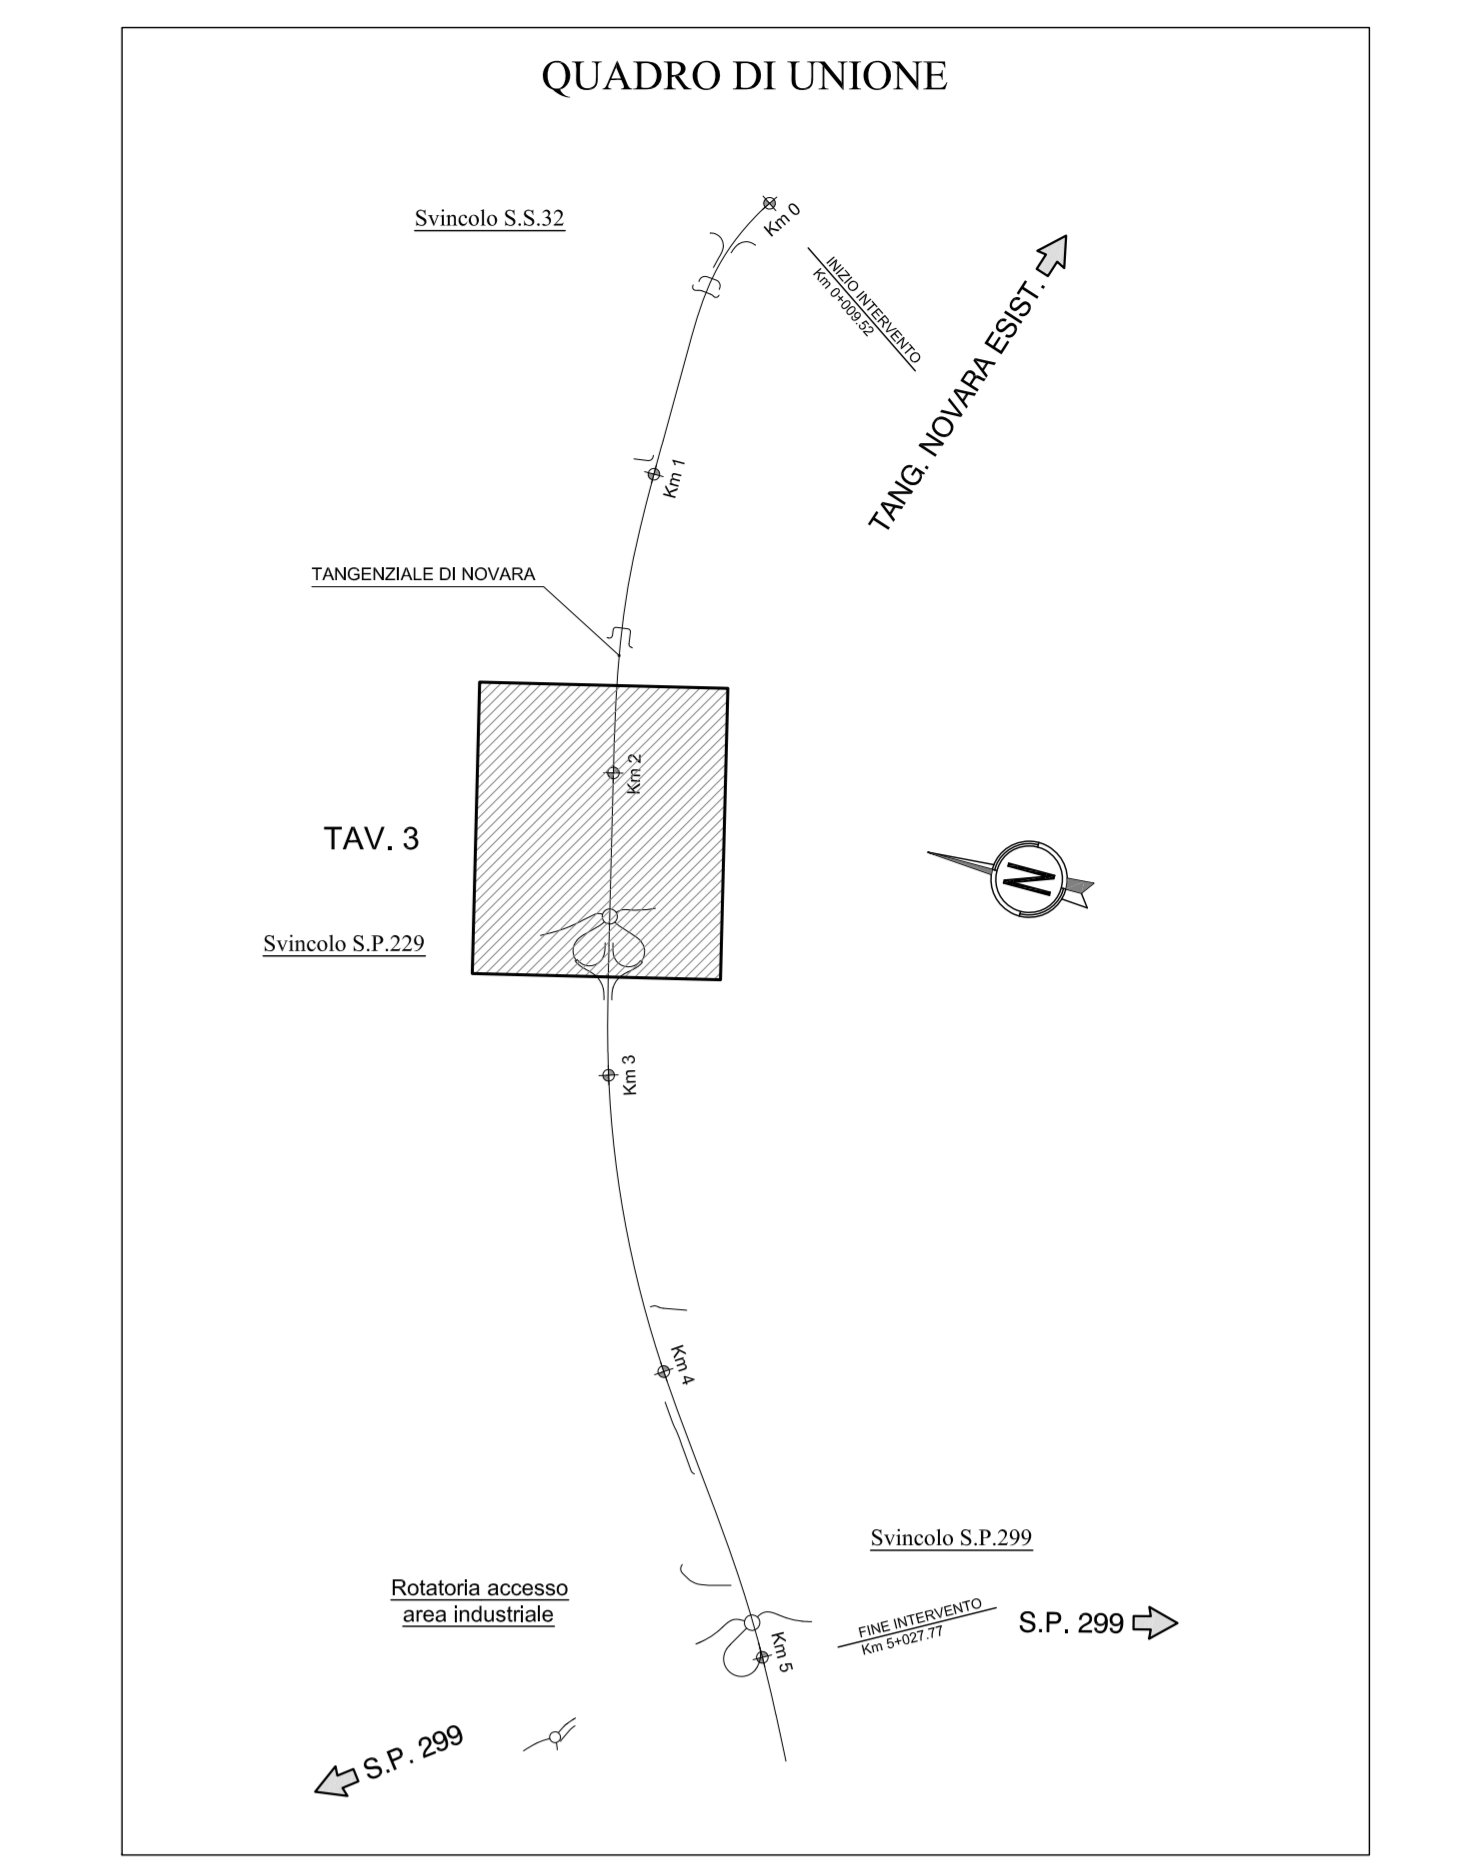 QUADRO DI UNIONE
Svincolo S.S.32
Km 0
INIZIO INTERVENTO
Km 0+009.52
TANG. NOVARA ESIST.
Km 1
TANGENZIALE DI NOVARA
Km 2
TAV. 3
N
Svincolo S.P.229
Km 3
Km 4
Svincolo S.P.299
Rotatoria accesso
area industriale
FINE INTERVENTO
Km 5+027.77
S.P. 299
Km 5
S.P. 299